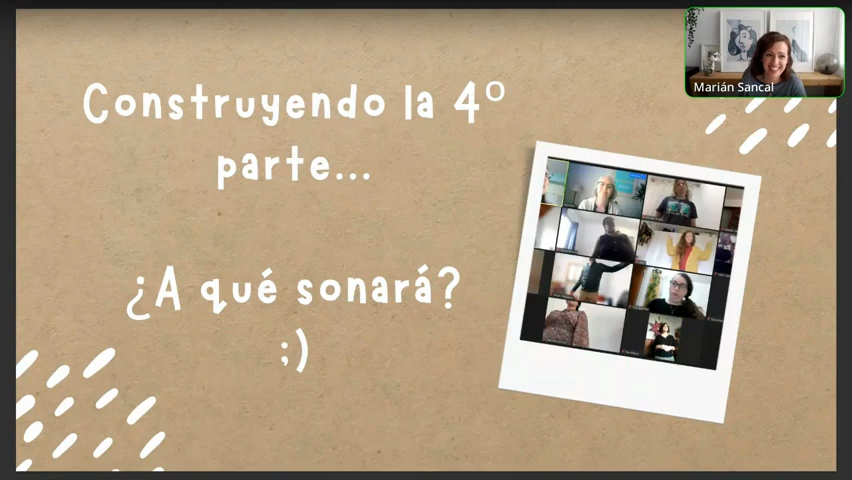 Construyendo la 4º
parte...
¿A qué sonará?
;)
Marián Sancal